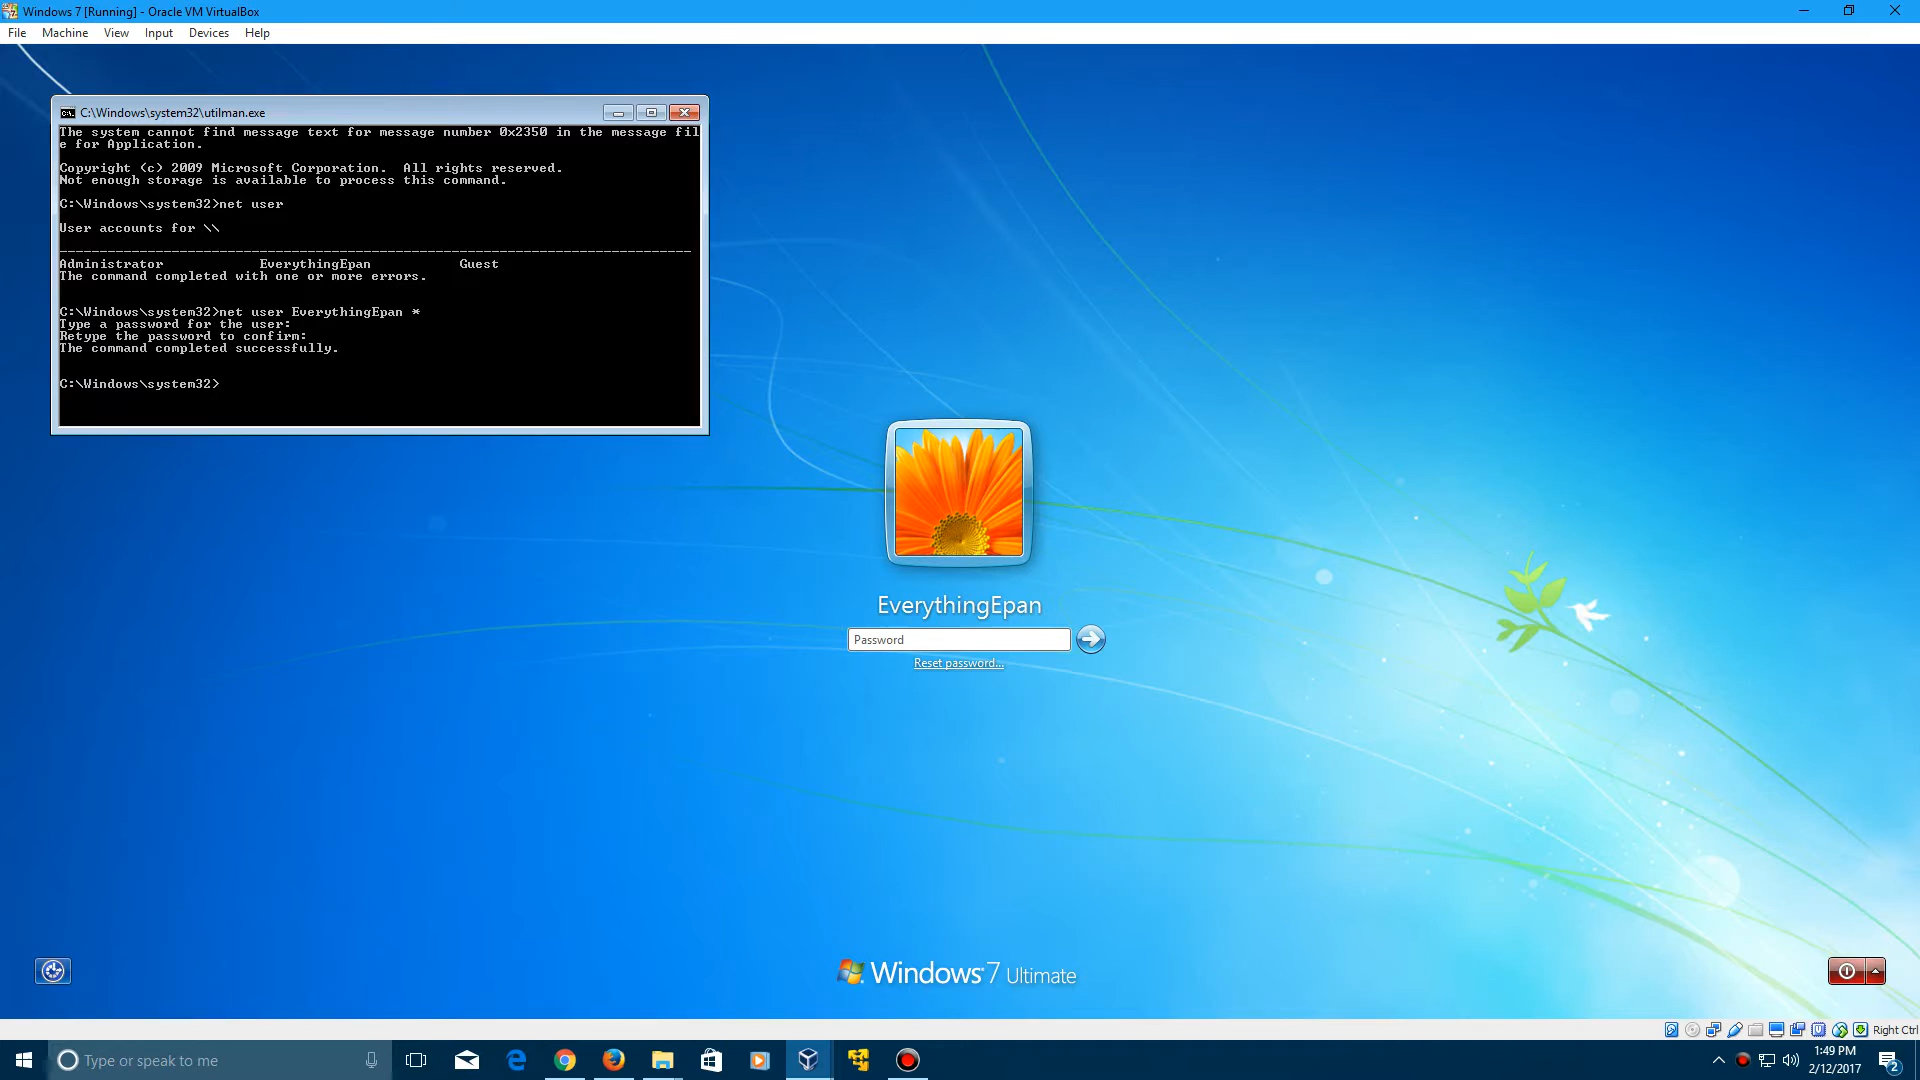 Windows 7 [Running] - Oracle VM VirtualBox
File Machine View Input Devices Help
C:\Windows\system32\utilman.exe
The system cannot find message text for message number 0x2350 in the message fil
e for Application.
Copyright (c) 2009 Microsoft Corporation.  All rights reserved.
Not enough storage is available to process this command.
C:\Windows\system32>net user
User accounts for \\
-------------------------------------------------------------------------------
Administrator            EverythingEpan           Guest
The command completed with one or more errors.
C:\Windows\system32>net user EverythingEpan *
Type a password for the user:
Retype the password to confirm:
The command completed successfully.
C:\Windows\system32>
EverythingEpan
Password
Reset password...
Windows 7 Ultimate
Right Ctrl
Type or speak to me
1:49 PM
2/12/2017
2